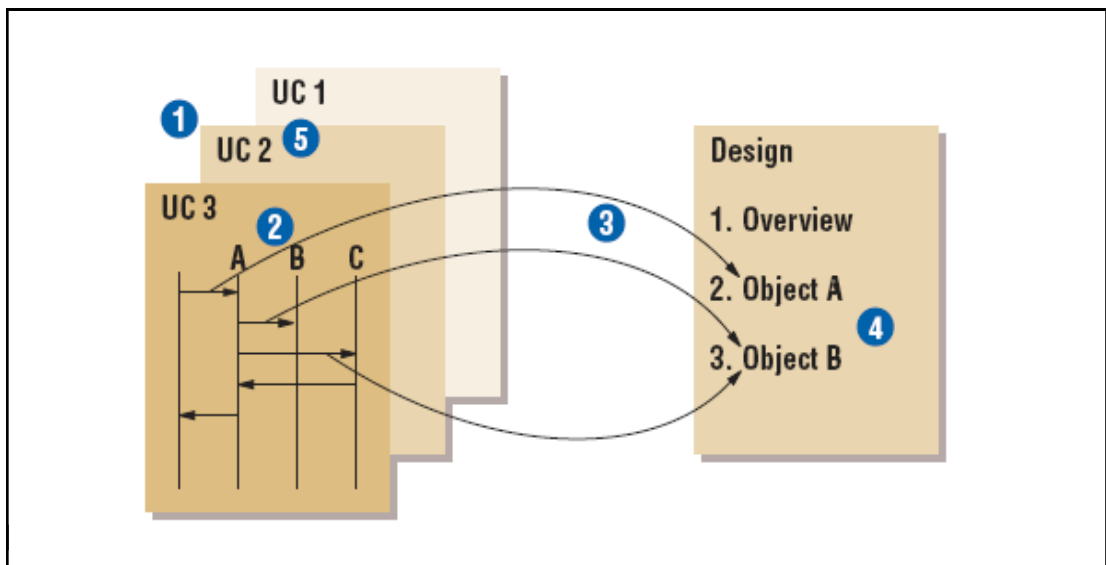 UC 1
1
UC 2 5
UC 3
2
A B C
3
Design
1. Overview
2. Object A
4
3. Object B